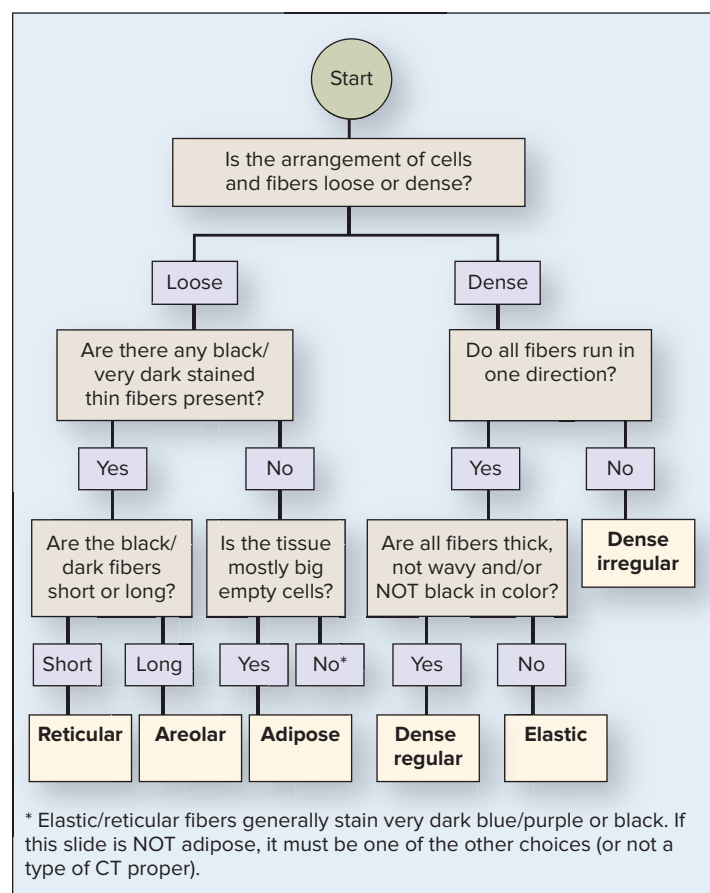 Start
Is the arrangement of cells
and fibers loose or dense?
Loose
Dense
Are there any black/
very dark stained
thin fibers present?
Do all fibers run in
one direction?
Yes
No
Yes
No
Are the black/
dark fibers
short or long?
Is the tissue
mostly big
empty cells?
Are all fibers thick,
not wavy and/or
NOT black in color?
Dense
irregular
Short
Long
Yes
No*
Yes
No
Reticular
Areolar
Adipose
Dense
regular
Elastic
* Elastic/reticular fibers generally stain very dark blue/purple or black. If
this slide is NOT adipose, it must be one of the other choices (or not a
type of CT proper).